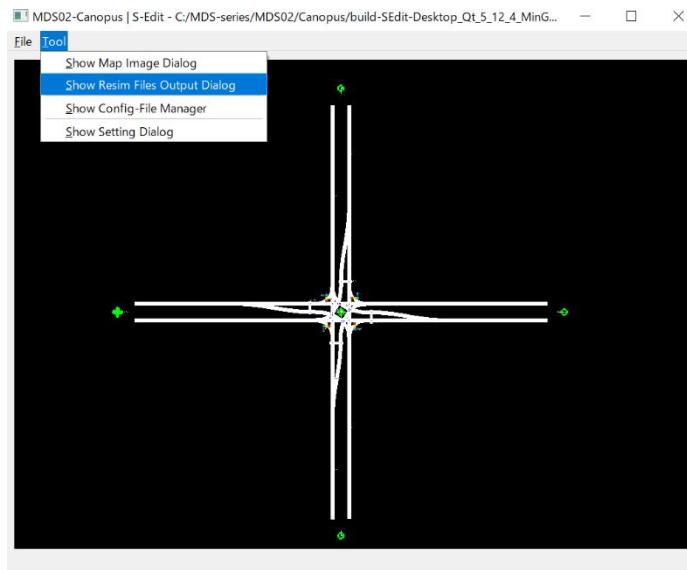 MDS02-Canopus | S-Edit - C:/MDS-series/MDS02/Canopus/build-SEdit-Desktop_Qt_5_12_4_MinG...
File Tool
Show Map Image Dialog
Show Resim Files Output Dialog
Show Config-File Manager
Show Setting Dialog